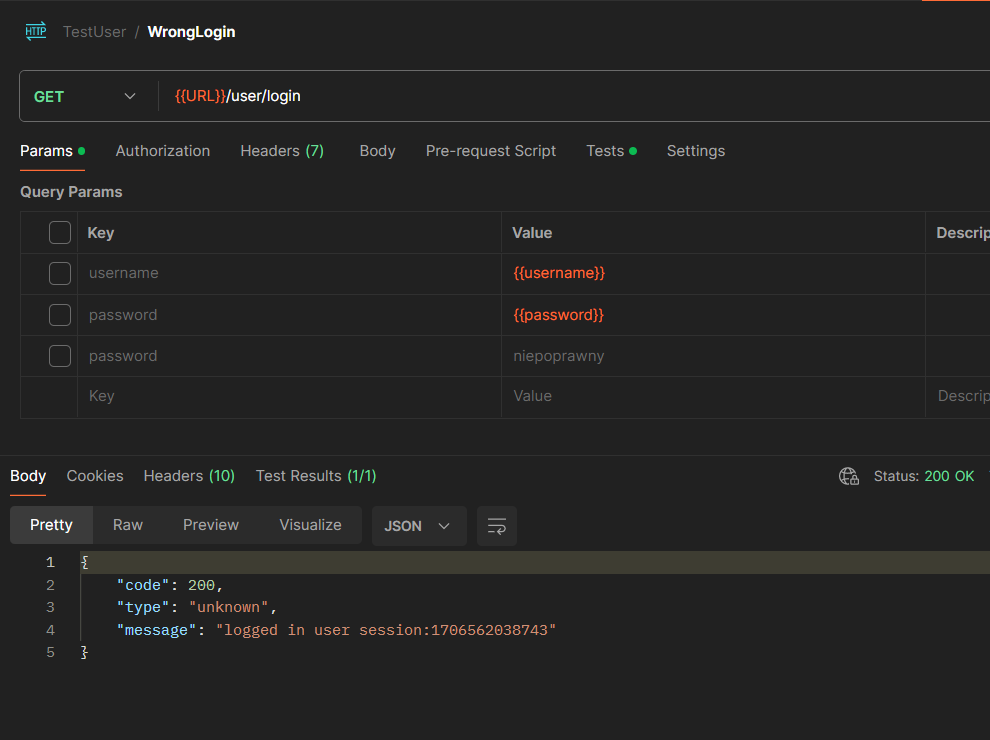 HTTP TestUser / WrongLogin
GET {{URL}}/user/login
Params Authorization Headers (7) Body Pre-request Script Tests Settings
Query Params
Key Value Descrip
username {{username}}
password {{password}}
password niepoprawny
Key Value Descrip
Body Cookies Headers (10) Test Results (1/1) Status: 200 OK
Pretty Raw Preview Visualize JSON
1 {
2 "code": 200,
3 "type": "unknown",
4 "message": "logged in user session:1706562038743"
5 }